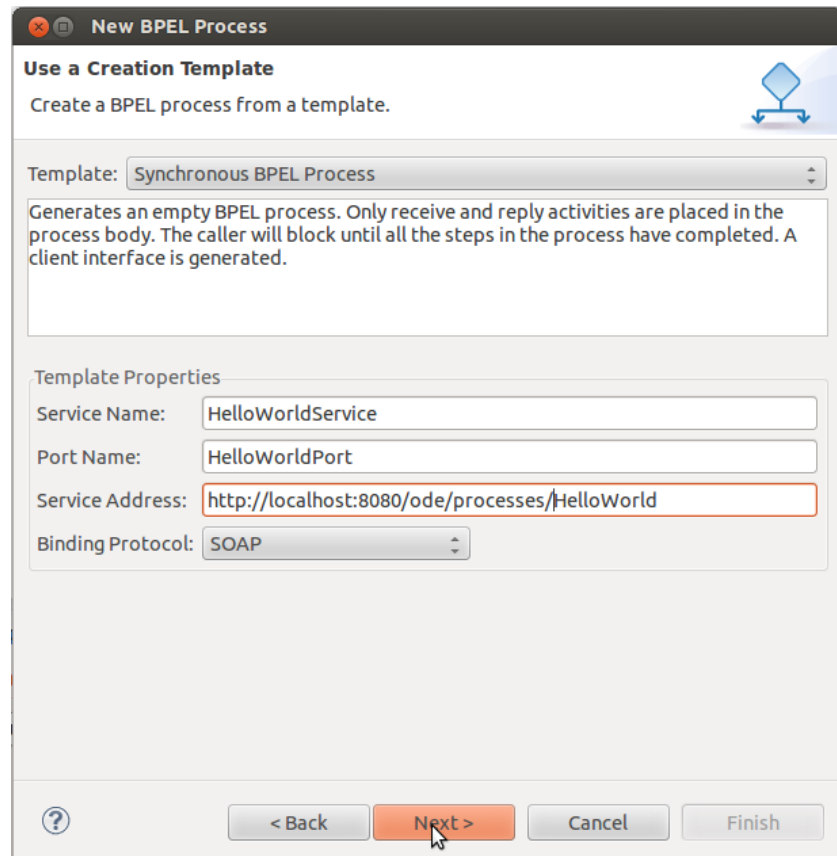 New BPEL Process
Use a Creation Template
Create a BPEL process from a template.
Template: Synchronous BPEL Process
Generates an empty BPEL process. Only receive and reply activities are placed in the
process body. The caller will block until all the steps in the process have completed. A
client interface is generated.
Template Properties
Service Name: HelloWorldService
Port Name: HelloWorldPort
Service Address: http://localhost:8080/ode/processes/HelloWorld
Binding Protocol: SOAP
? < Back Next > Cancel Finish